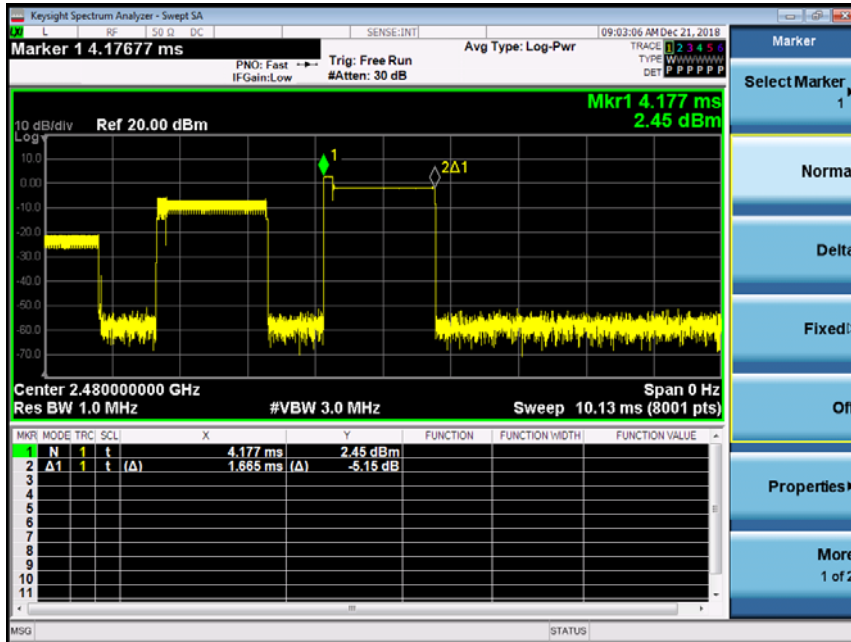 Keysight Spectrum Analyzer - Swept SA
L RF 50 Ω DC SENSE:INT 09:03:06 AM Dec 21, 2018
Marker 1 4.17677 ms
PNO: Fast
IFGain:Low
Trig: Free Run
#Atten: 30 dB
Avg Type: Log-Pwr
TRACE 1 2 3 4 5 6
TYPE WWWWWW
DET P P P P P P
Mkr1 4.177 ms
2.45 dBm
10 dB/div Ref 20.00 dBm
Log
10.0
0.00
-10.0
-20.0
-30.0
-40.0
-50.0
-60.0
-70.0
1
2Δ1
Center 2.480000000 GHz Span 0 Hz
Res BW 1.0 MHz #VBW 3.0 MHz Sweep 10.13 ms (8001 pts)
MKR MODE TRC SCL X Y FUNCTION FUNCTION WIDTH FUNCTION VALUE
1 N 1 t 4.177 ms 2.45 dBm
2 Δ1 1 t (Δ) 1.665 ms (Δ) -5.15 dB
3
4
5
6
7
8
9
10
11
MSG STATUS
Marker
Select Marker
1
Norma
Delta
Fixed
Of
Properties
More
1 of 2